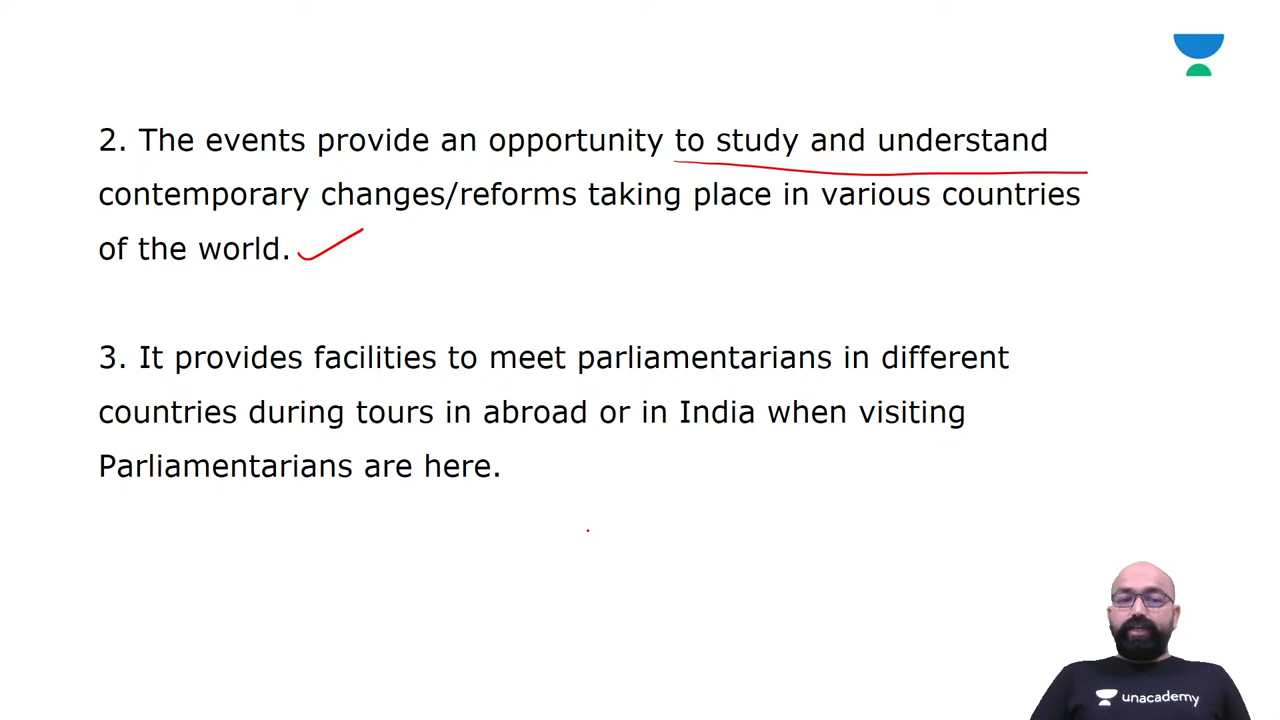 2. The events provide an opportunity to study and understand
contemporary changes/reforms taking place in various countries
of the world.
3. It provides facilities to meet parliamentarians in different
countries during tours in abroad or in India when visiting
Parliamentarians are here.
unacademy